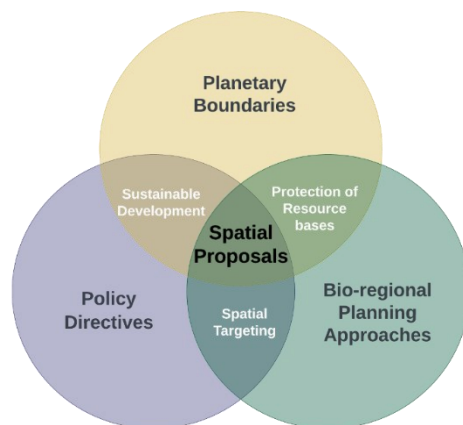 Planetary
Boundaries
Sustainable
Development
Protection of
Resource
bases
Spatial
Proposals
Policy
Directives
Spatial
Targeting
Bio-regional
Planning
Approaches